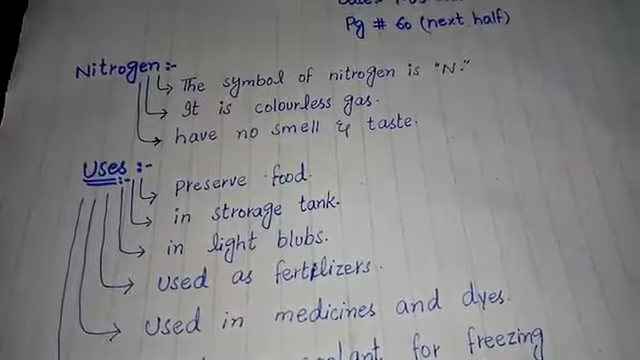 Pg # 60 (next half)
Nitrogen :-
The symbol of nitrogen is "N."
It is colourless gas.
have no smell & taste.
Uses :-
preserve food.
in strorage tank.
in light blubs.
used as fertilizers.
used in medicines and dyes.
for freezing